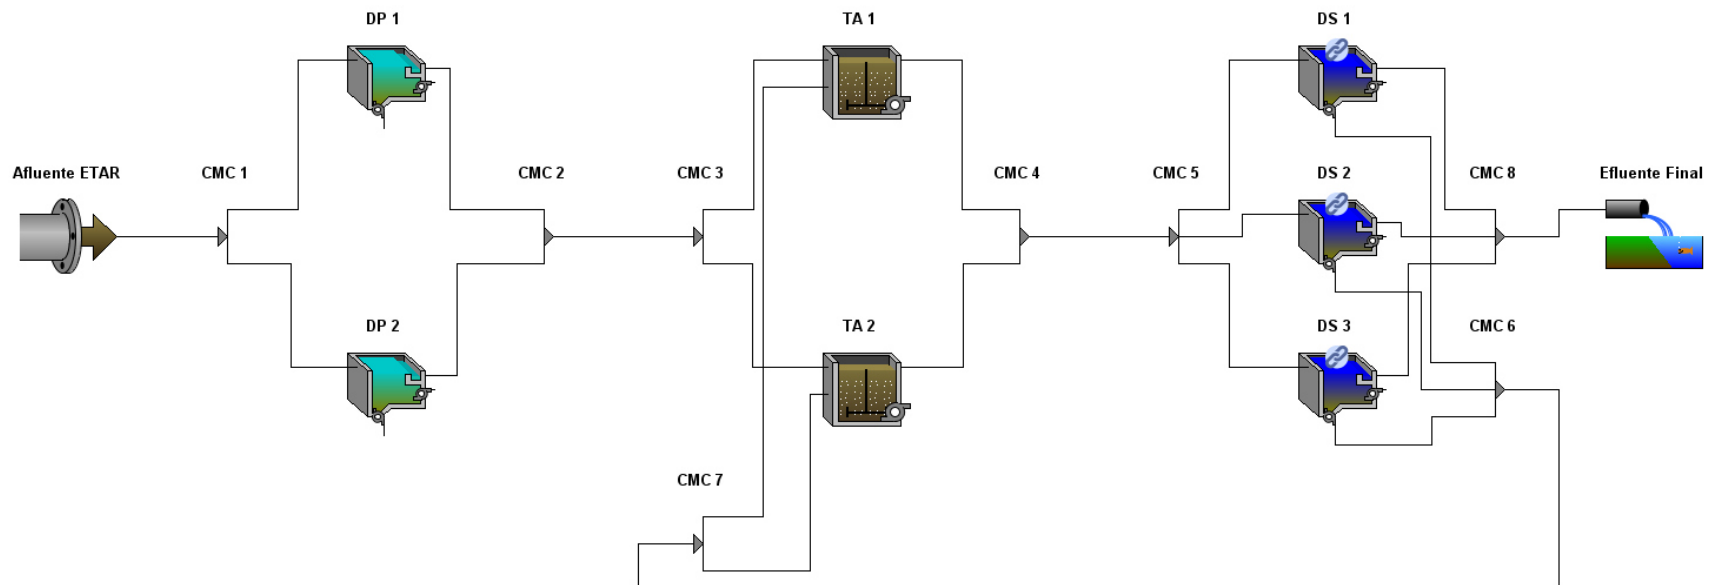 DP 1
TA 1
DS 1
Afluente ETAR
CMC 1
CMC 2
CMC 3
CMC 4
CMC 5
DS 2
CMC 8
Efluente Final
DP 2
TA 2
DS 3
CMC 6
CMC 7